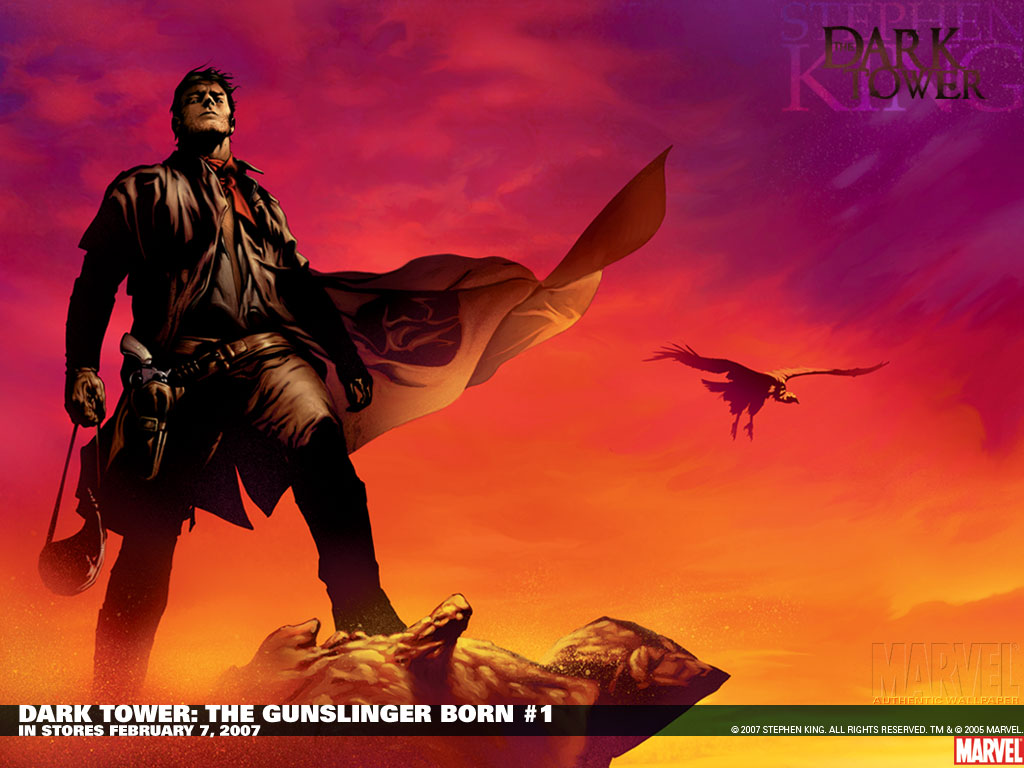 STEPHEN
KING
THE
DARK
TOWER
MARVEL
AUTHENTIC WALLPAPER
DARK TOWER: THE GUNSLINGER BORN #1
IN STORES FEBRUARY 7, 2007
© 2007 STEPHEN KING. ALL RIGHTS RESERVED. TM & © 2005 MARVEL.
MARVEL